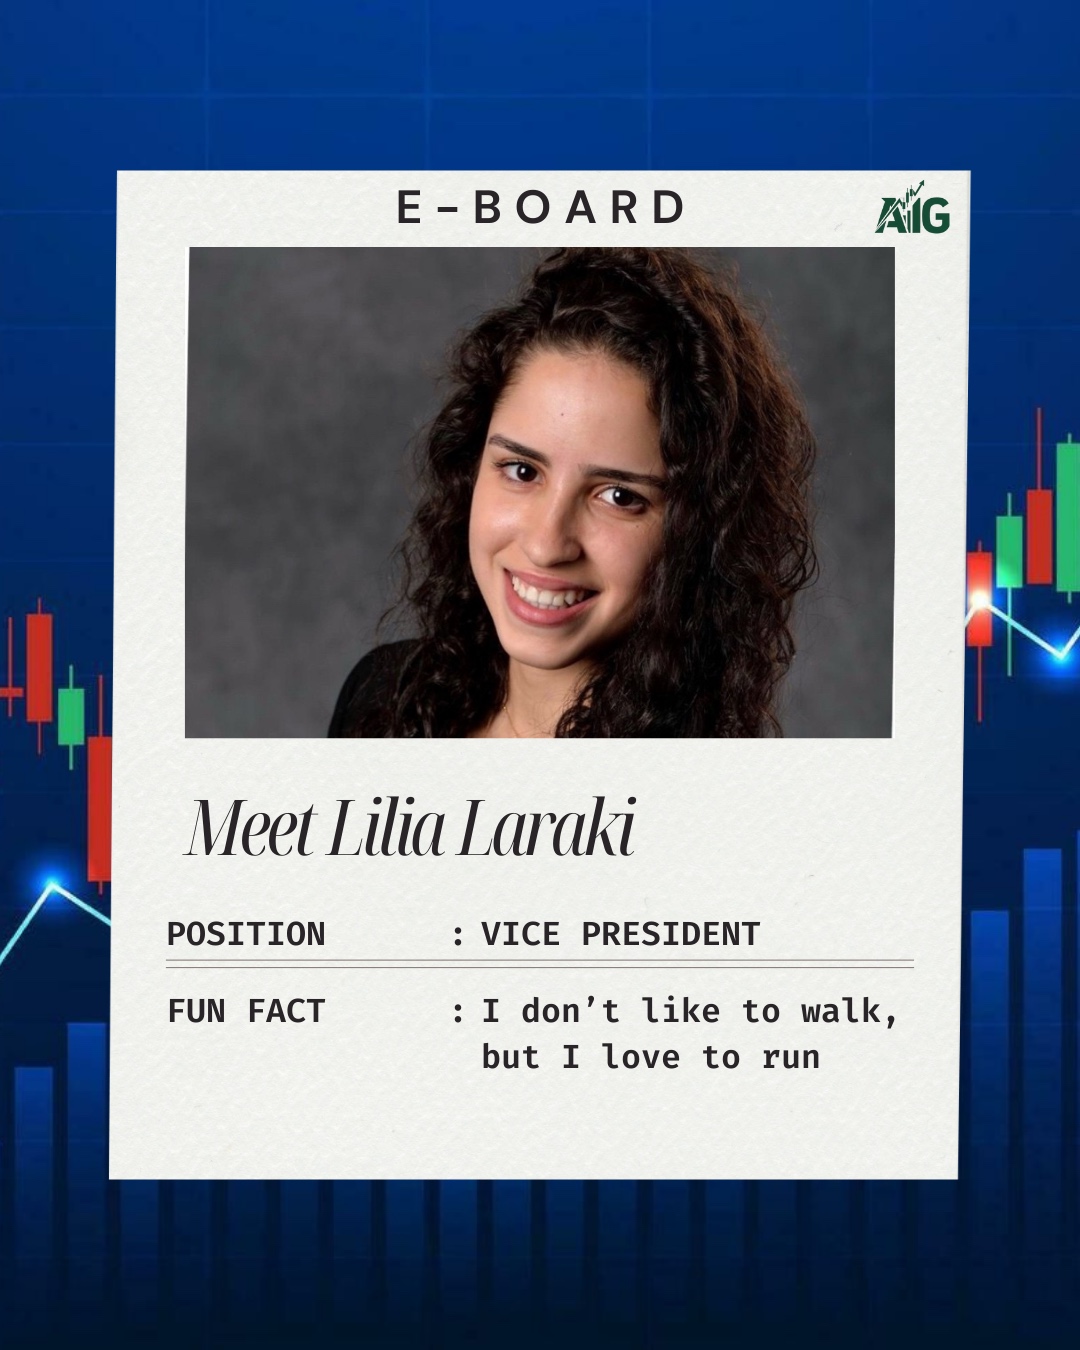 E-BOARD
AIG
Meet Lilia Laraki
POSITION : VICE PRESIDENT
FUN FACT : I don’t like to walk,
but I love to run